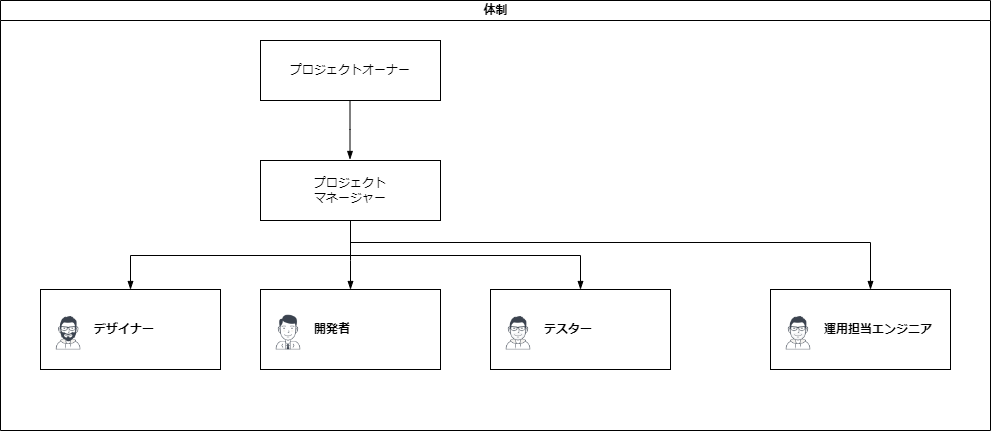 体制
プロジェクトオーナー
プロジェクト
マネージャー
デザイナー
開発者
テスター
運用担当エンジニア